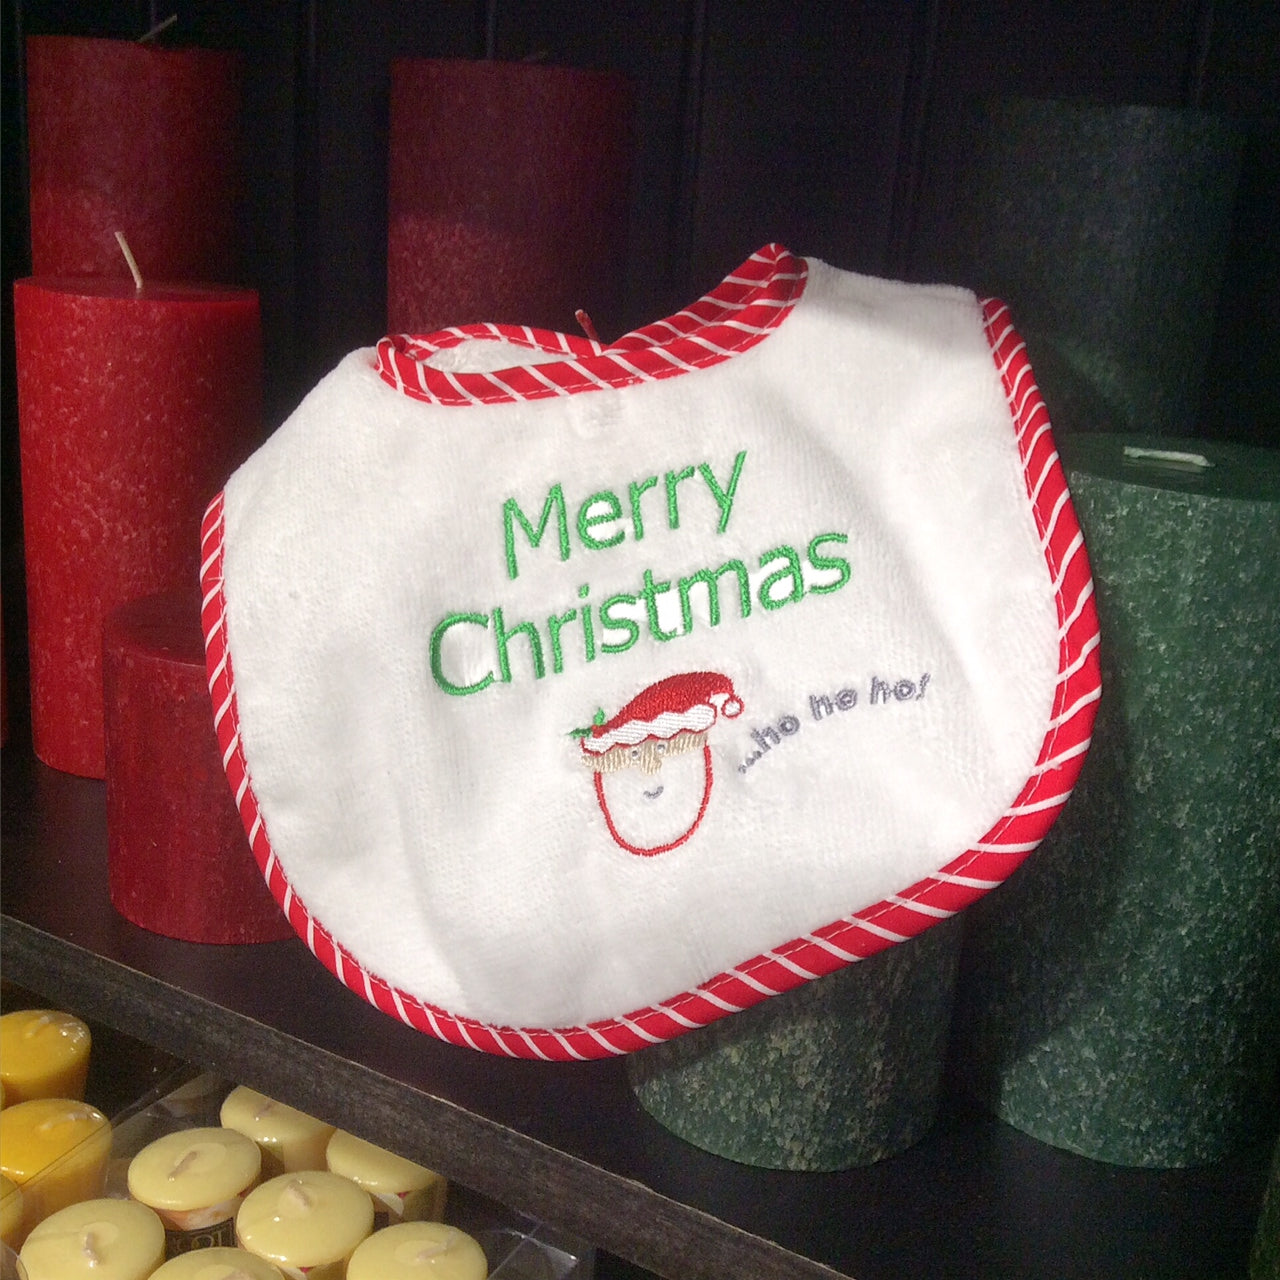 Merry
Christmas
...ho ho ho!